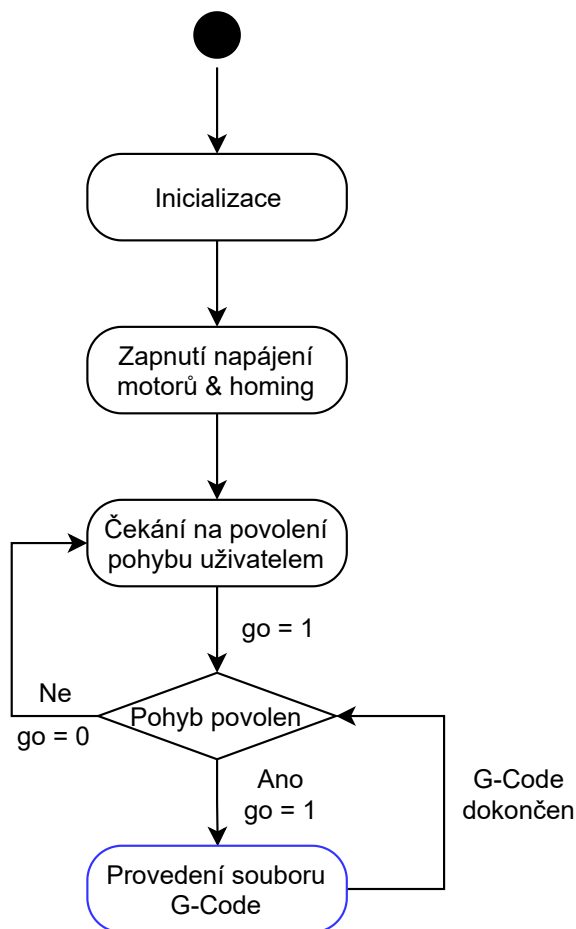 Inicializace
Zapnutí napájení
motorů & homing
Čekání na povolení
pohybu uživatelem
go = 1
Ne
go = 0
Pohyb povolen
Ano
go = 1
G-Code
dokončen
Provedení souboru
G-Code